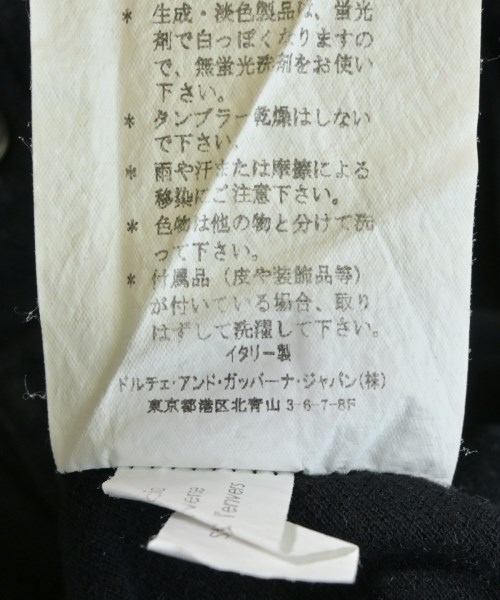 * 生成・淡色製品は、蛍光
剤で白っぽくなりますの
で、無蛍光洗剤をお使い
下さい。
* タンブラー乾燥はしない
で下さい。
* 雨や汗または摩擦による
移染にご注意下さい。
* 色物は他の物と分けて洗
って下さい。
* 付属品（皮や装飾品等）
が付いている場合、取り
はずして洗濯して下さい。
イタリー製
ドルチェ・アンド・ガッバーナ・ジャパン(株)
東京都港区北青山 3-6-7-8F
l'envers